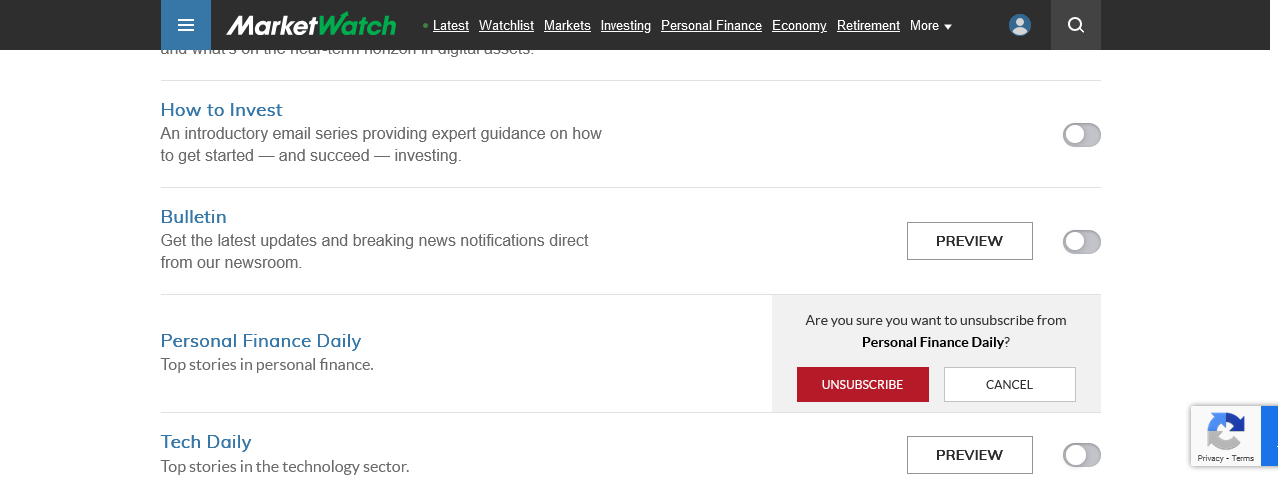 MarketWatch
Latest Watchlist Markets Investing Personal Finance Economy Retirement More
and what's on the near-term horizon in digital assets.
How to Invest
An introductory email series providing expert guidance on how
to get started — and succeed — investing.
Bulletin
Get the latest updates and breaking news notifications direct
from our newsroom.
PREVIEW
Personal Finance Daily
Top stories in personal finance.
Are you sure you want to unsubscribe from
Personal Finance Daily?
UNSUBSCRIBE CANCEL
Tech Daily
Top stories in the technology sector.
PREVIEW
Privacy - Terms